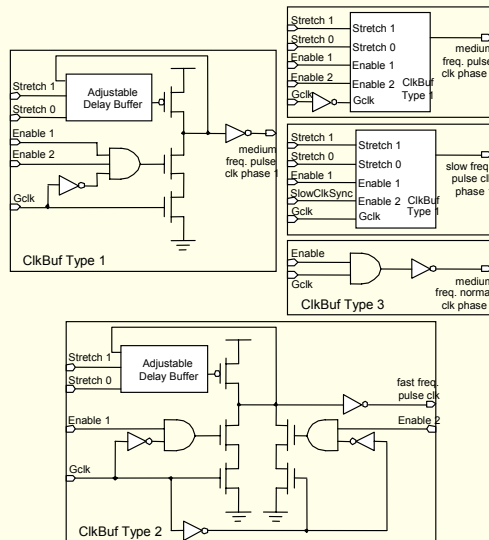 Stretch 1
Stretch 0
Adjustable
Delay Buffer
Enable 1
Enable 2
Gclk
medium
freq. pulse
clk phase 1
ClkBuf Type 1
Stretch 1
Stretch 0
Enable 1
Enable 2
Gclk
Stretch 1
Stretch 0
Enable 1
Enable 2
Gclk
ClkBuf
Type 1
medium
freq. pulse
clk phase
Stretch 1
Stretch 0
Enable 1
SlowClkSync
Gclk
Stretch 1
Stretch 0
Enable 1
Enable 2
Gclk
ClkBuf
Type 1
slow freq.
pulse clk
phase
Enable
Gclk
medium
freq. norma
clk phase
ClkBuf Type 3
Stretch 1
Stretch 0
Adjustable
Delay Buffer
Enable 1
Gclk
fast freq.
pulse clk
Enable 2
ClkBuf Type 2